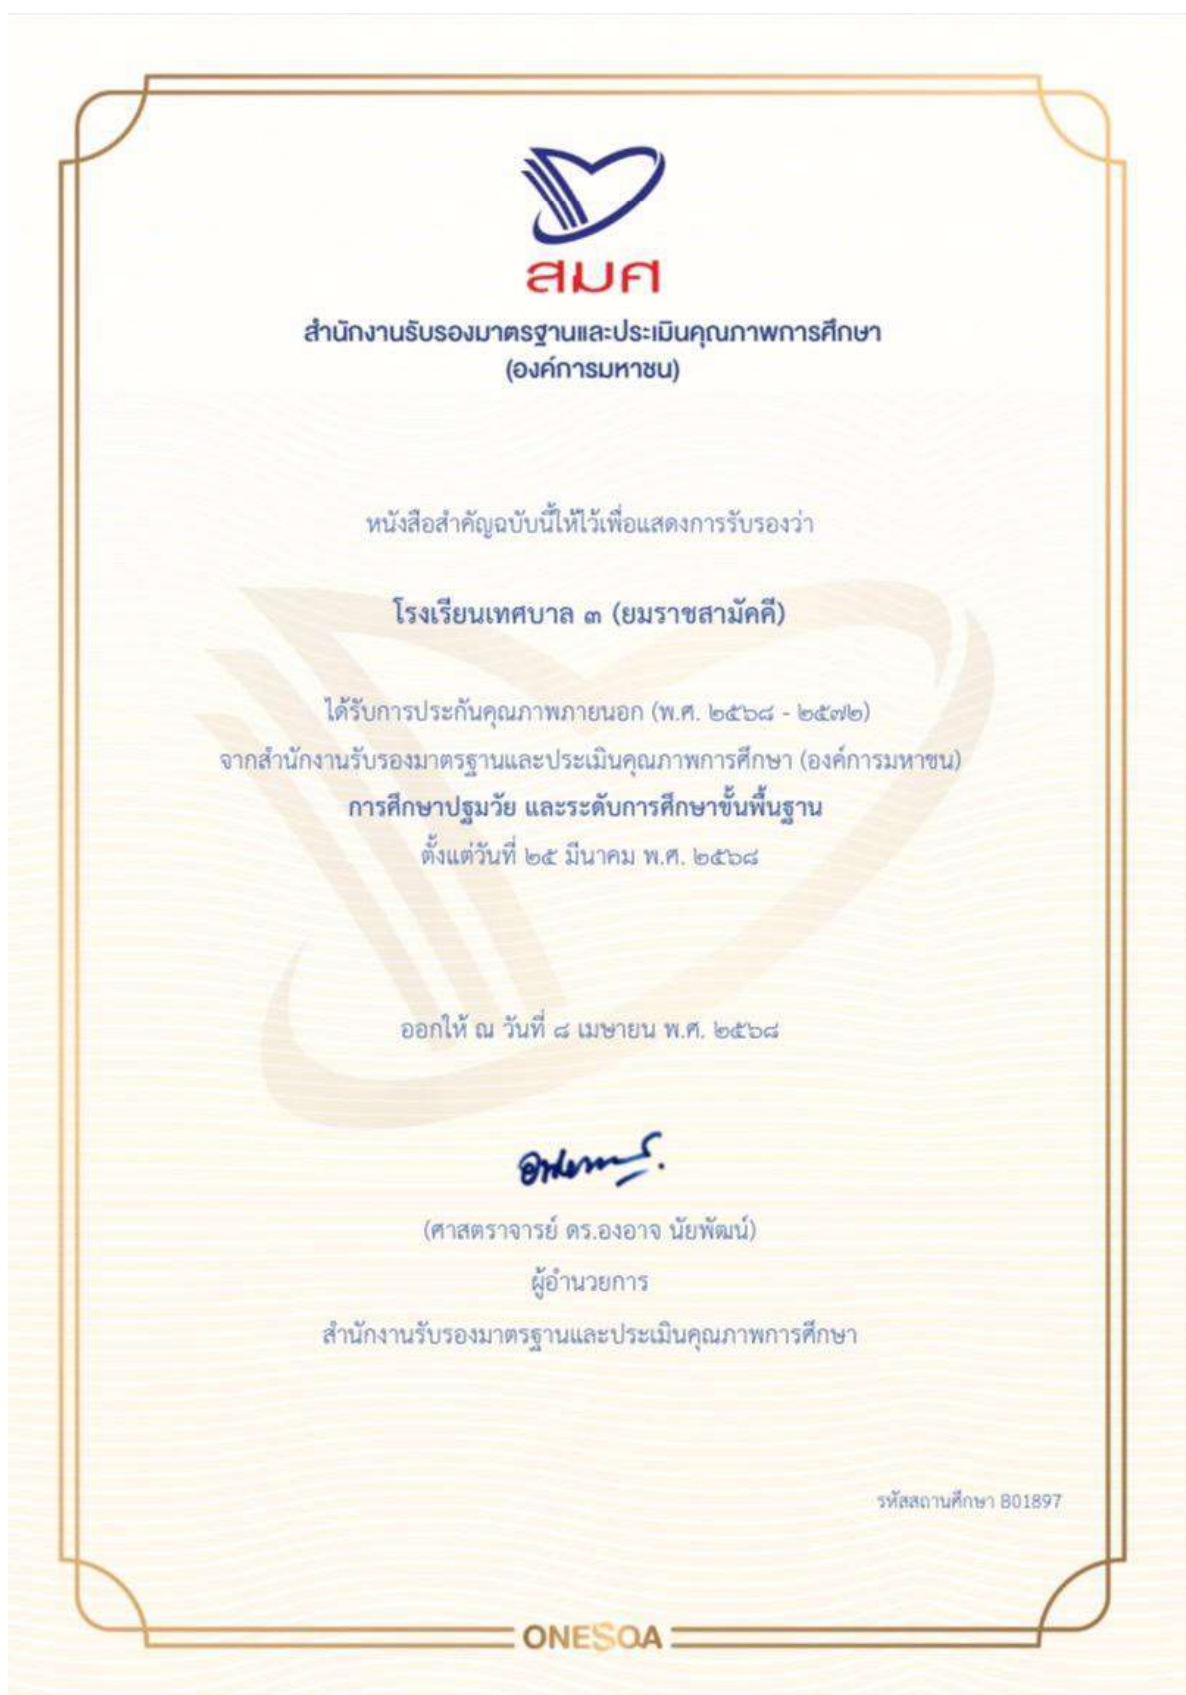 สมศ
สำนักงานรับรองมาตรฐานและประเมินคุณภาพการศึกษา
(องค์การมหาชน)
หนังสือสำคัญฉบับนี้ให้ไว้เพื่อแสดงการรับรองว่า
โรงเรียนเทศบาล ๓ (ยมราชสามัคคี)
ได้รับการประกันคุณภาพภายนอก (พ.ศ. ๒๕๖๘ - ๒๕๗๒)
จากสำนักงานรับรองมาตรฐานและประเมินคุณภาพการศึกษา (องค์การมหาชน)
การศึกษาปฐมวัย และระดับการศึกษาขั้นพื้นฐาน
ตั้งแต่วันที่ ๒๕ มีนาคม พ.ศ. ๒๕๖๘
ออกให้ ณ วันที่ ๘ เมษายน พ.ศ. ๒๕๖๘
(ศาสตราจารย์ ดร.องอาจ นัยพัฒน์)
ผู้อำนวยการ
สำนักงานรับรองมาตรฐานและประเมินคุณภาพการศึกษา
รหัสสถานศึกษา B01897
ONESQA